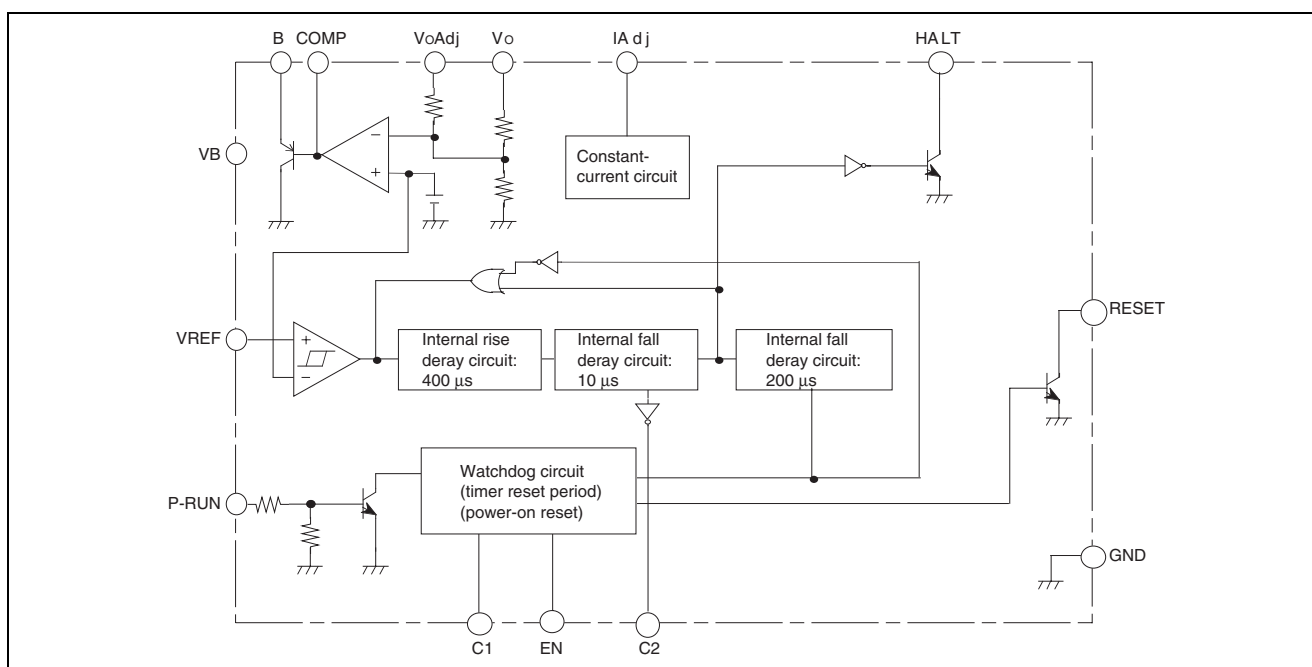 B COMP VOAdj VO IAdj HALT
VB
−
+
Constant-
current circuit
VREF
+
−
Internal rise
deray circuit:
400 μs
Internal fall
deray circuit:
10 μs
Internal fall
deray circuit:
200 μs
RESET
P-RUN
Watchdog circuit
(timer reset period)
(power-on reset)
GND
C1 EN C2